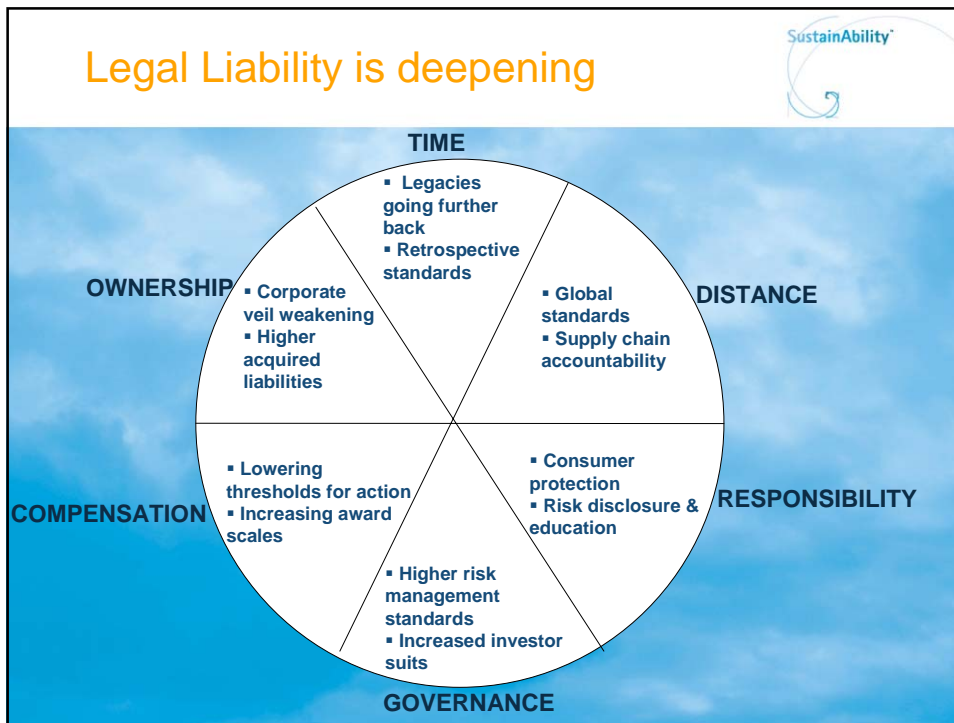 Legal Liability is deepening
SustainAbility™
TIME
▪ Legacies
going further
back
▪ Retrospective
standards
OWNERSHIP
▪ Corporate
veil weakening
▪ Higher
acquired
liabilities
▪ Global
standards
▪ Supply chain
accountability
DISTANCE
COMPENSATION
▪ Lowering
thresholds for action
▪ Increasing award
scales
▪ Consumer
protection
▪ Risk disclosure &
education
RESPONSIBILITY
▪ Higher risk
management
standards
▪ Increased investor
suits
GOVERNANCE